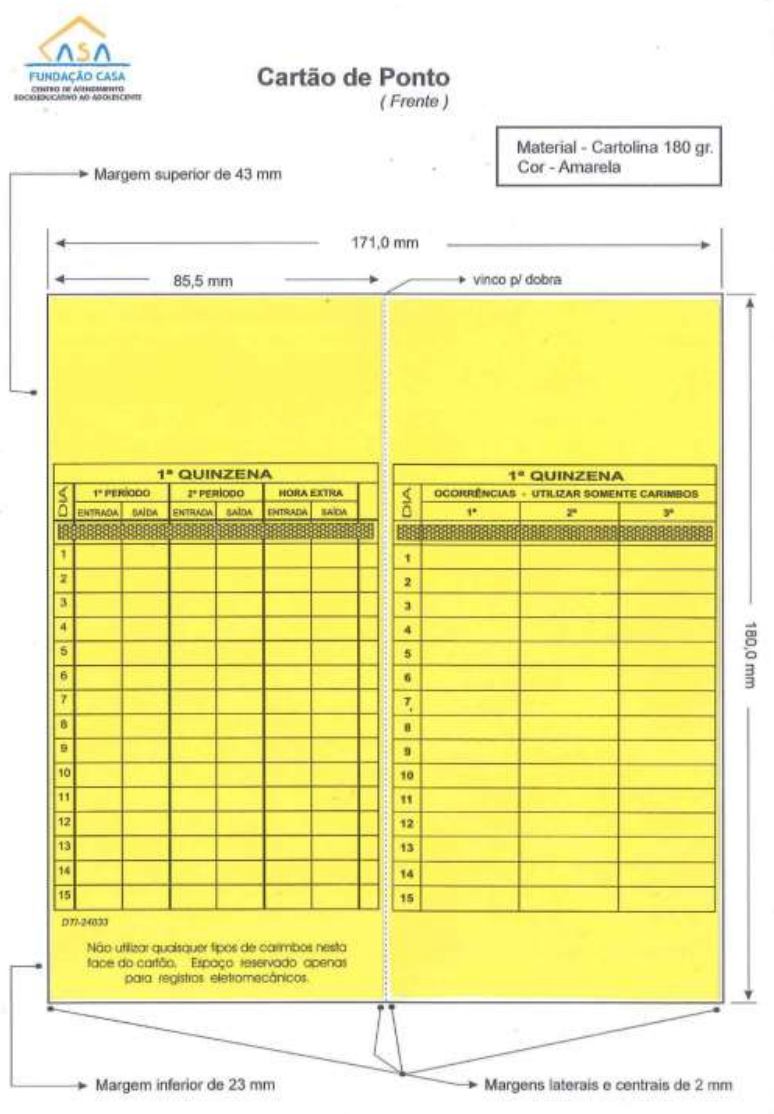 CASA
FUNDAÇÃO CASA
CENTRO DE ATENDIMENTO
SOCIOEDUCATIVO AO ADOLESCENTE
Cartão de Ponto
( Frente )
Material - Cartolina 180 gr.
Cor - Amarela
Margem superior de 43 mm
171,0 mm
85,5 mm
vinco p/ dobra
1ª QUINZENA
DIA
1º PERÍODO 2º PERÍODO HORA EXTRA
ENTRADA SAÍDA ENTRADA SAÍDA ENTRADA SAÍDA
1
2
3
4
5
6
7
8
9
10
11
12
13
14
15
DTI-24033
Não utilizar quaisquer tipos de carimbos nesta
face do cartão. Espaço reservado apenas
para registros eletromecânicos.
1ª QUINZENA
DIA
OCORRÊNCIAS - UTILIZAR SOMENTE CARIMBOS
1ª 2ª 3ª
1
2
3
4
5
6
7
8
9
10
11
12
13
14
15
180,0 mm
Margem inferior de 23 mm
Margens laterais e centrais de 2 mm